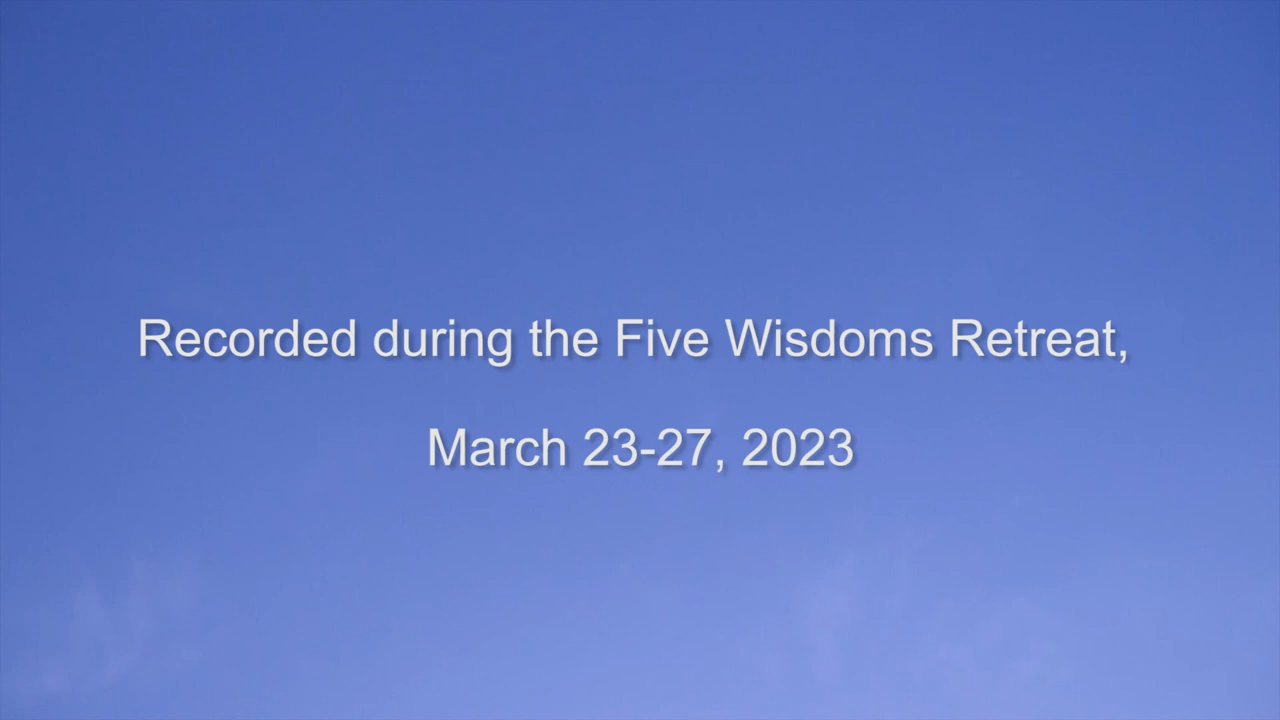 Recorded during the Five Wisdoms Retreat,
March 23-27, 2023